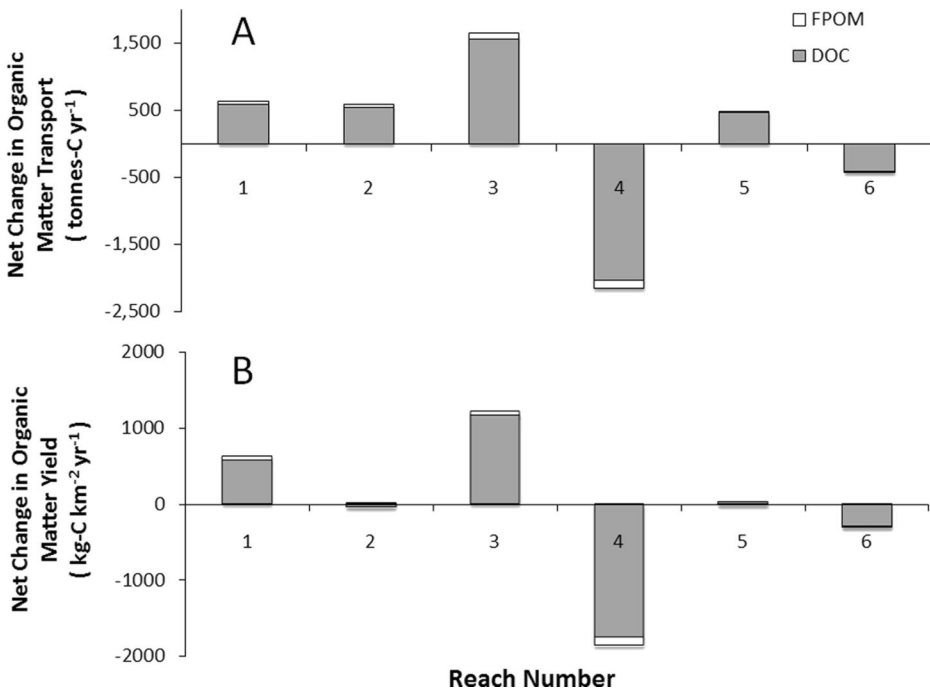 A
FPOM
DOC
Net Change in Organic
Matter Transport
( tonnes-C yr-1)
1,500
500
-500
-1,500
-2,500
1 2 3 4 5 6
B
Net Change in Organic
Matter Yield
( kg-C km-2 yr-1)
2000
1000
0
-1000
-2000
1 2 3 4 5 6
Reach Number